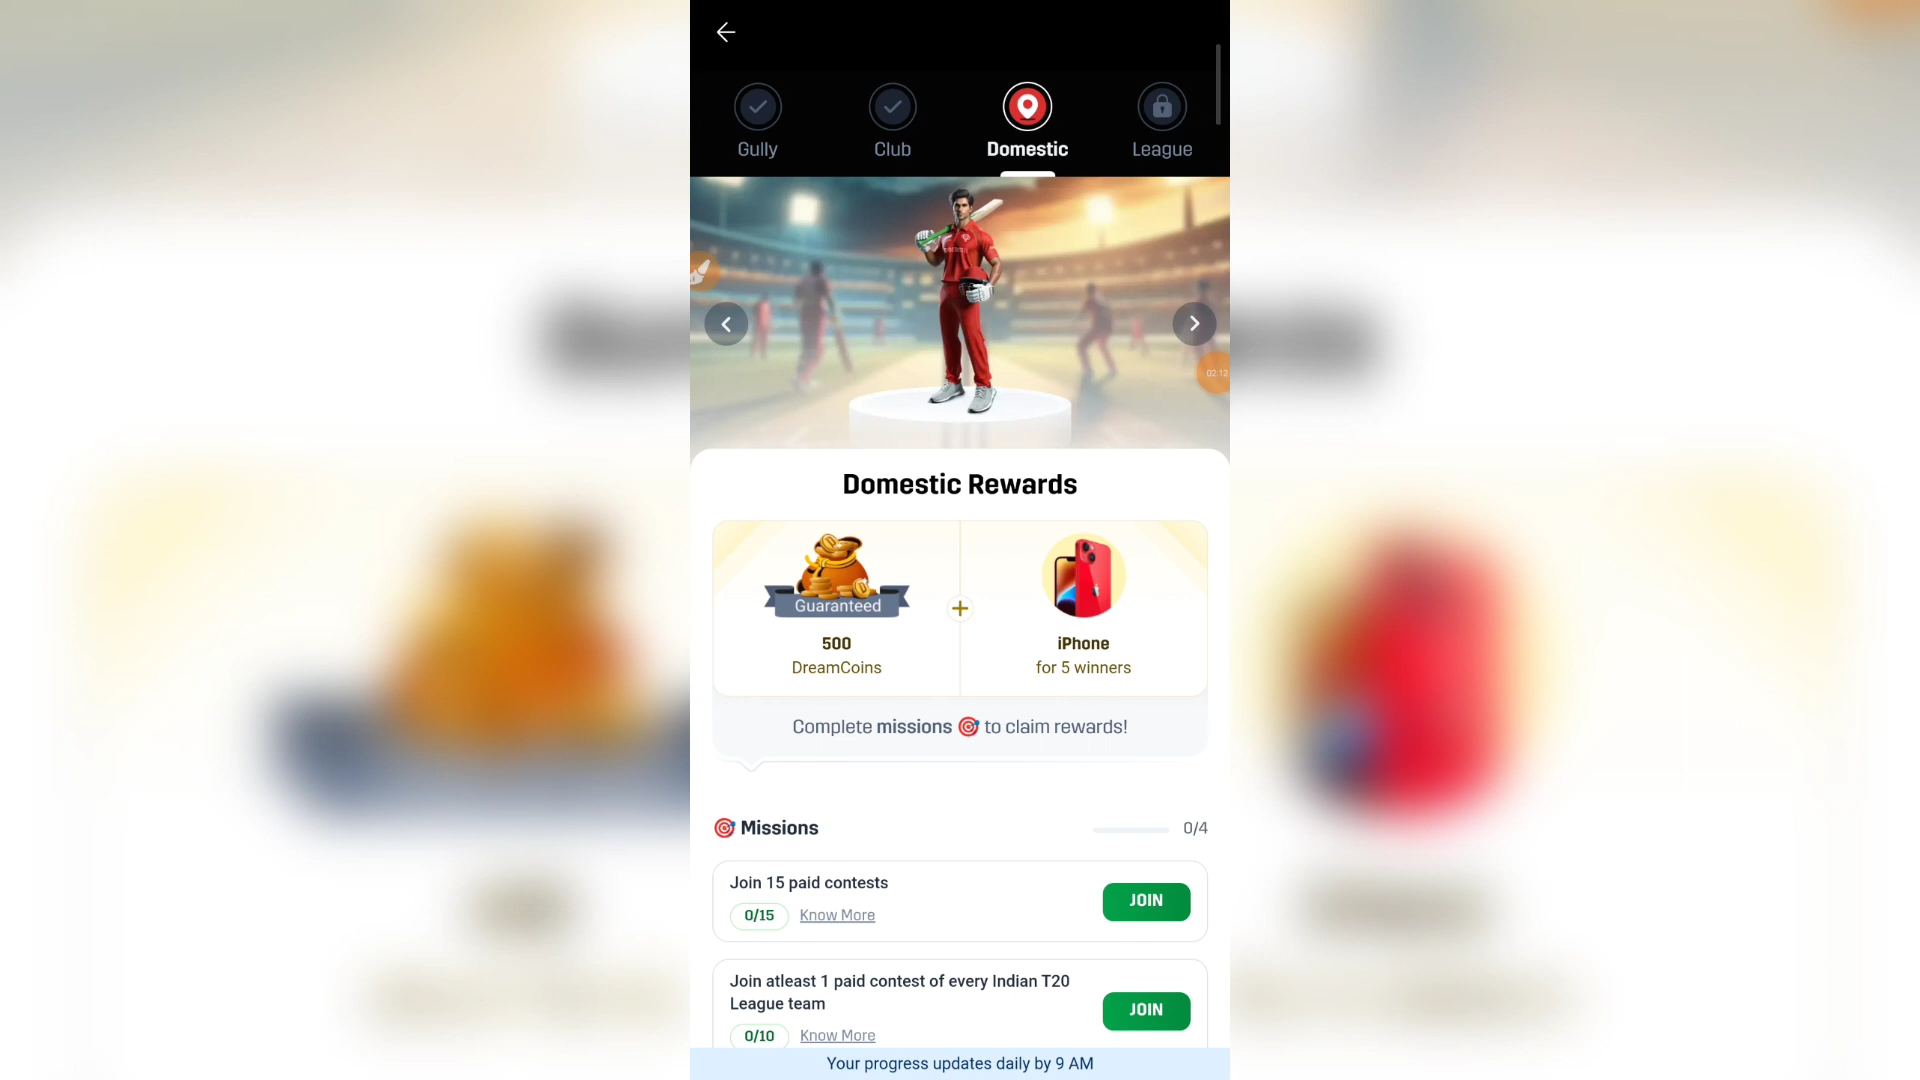 Gully
Club
Domestic
League
02:12
Domestic Rewards
Guaranteed
500
DreamCoins
iPhone
for 5 winners
Complete missions 🎯 to claim rewards!
🎯 Missions
0/4
Join 15 paid contests
0/15
Know More
JOIN
Join atleast 1 paid contest of every Indian T20
League team
0/10
Know More
JOIN
Your progress updates daily by 9 AM